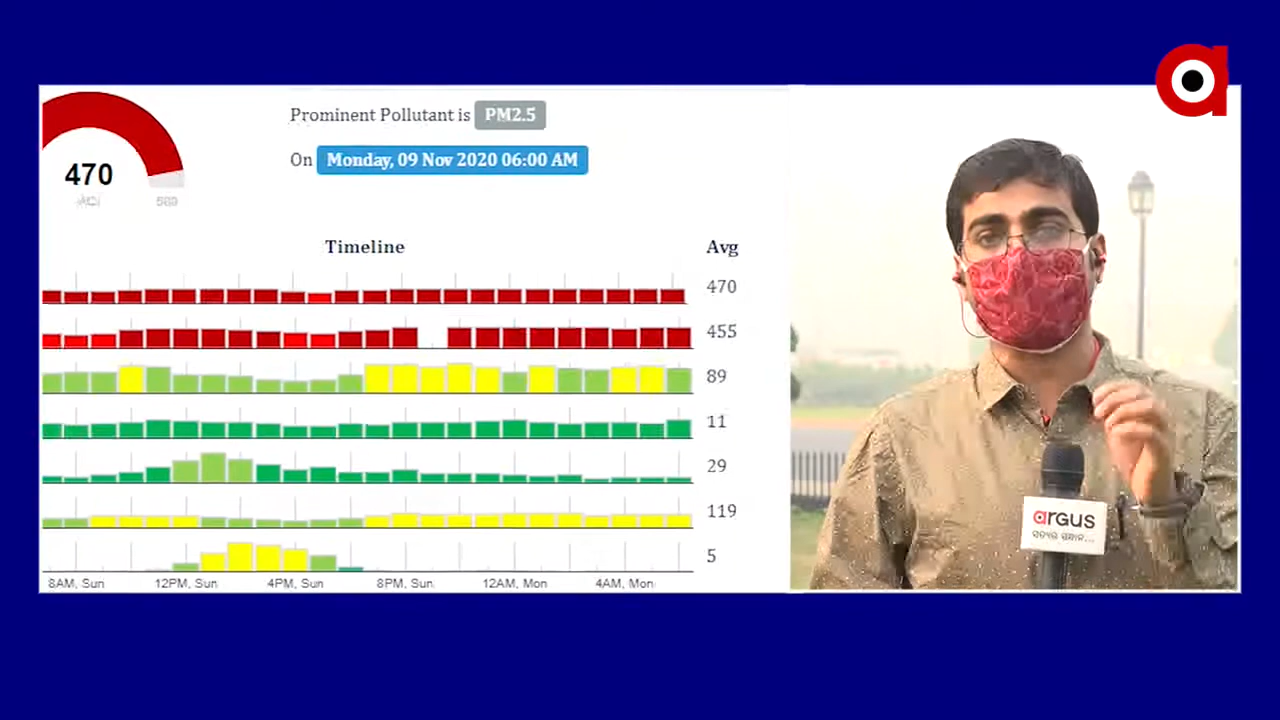 Prominent Pollutant is PM2.5
On Monday, 09 Nov 2020 06:00 AM
470
Timeline
Avg
470
455
89
11
29
119
5
8AM, Sun 12PM, Sun 4PM, Sun 8PM, Sun 12AM, Mon 4AM, Mon
argus